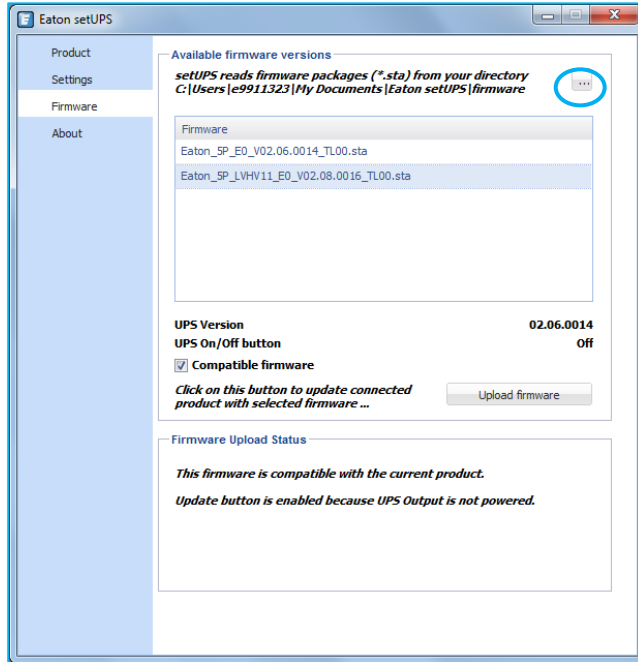 Eaton setUPS
Product
Settings
Firmware
About
Available firmware versions
setUPS reads firmware packages (*.sta) from your directory
C:|Users|e9911323|My Documents|Eaton setUPS|firmware
...
Firmware
Eaton_5P_E0_V02.06.0014_TL00.sta
Eaton_5P_LVHV11_E0_V02.08.0016_TL00.sta
UPS Version 02.06.0014
UPS On/Off button Off
Compatible firmware
Click on this button to update connected
product with selected firmware ...
Upload firmware
Firmware Upload Status
This firmware is compatible with the current product.
Update button is enabled because UPS Output is not powered.